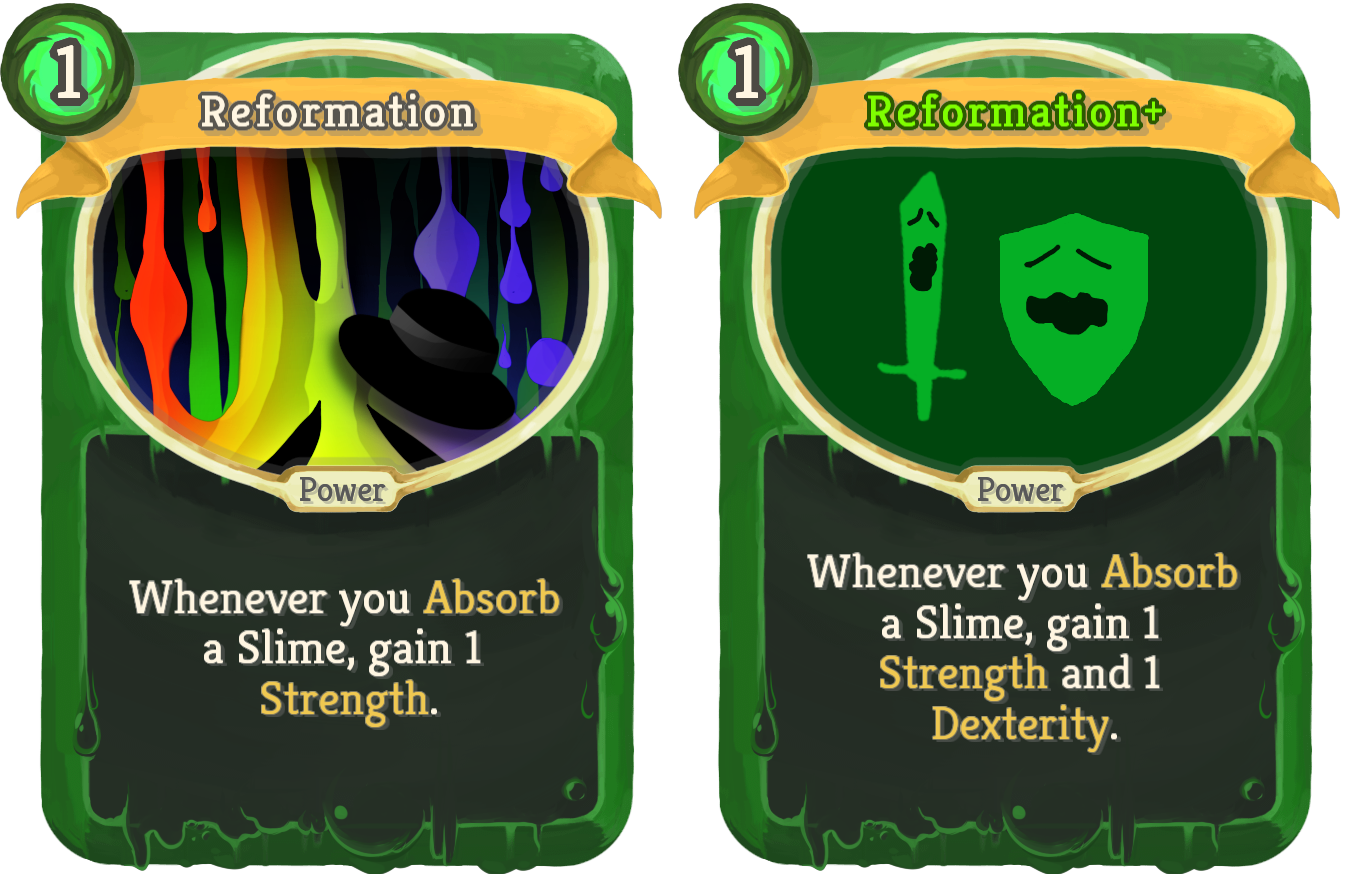 1
Reformation
Power
Whenever you Absorb
a Slime, gain 1
Strength.
1
Reformation+
Power
Whenever you Absorb
a Slime, gain 1
Strength and 1
Dexterity.